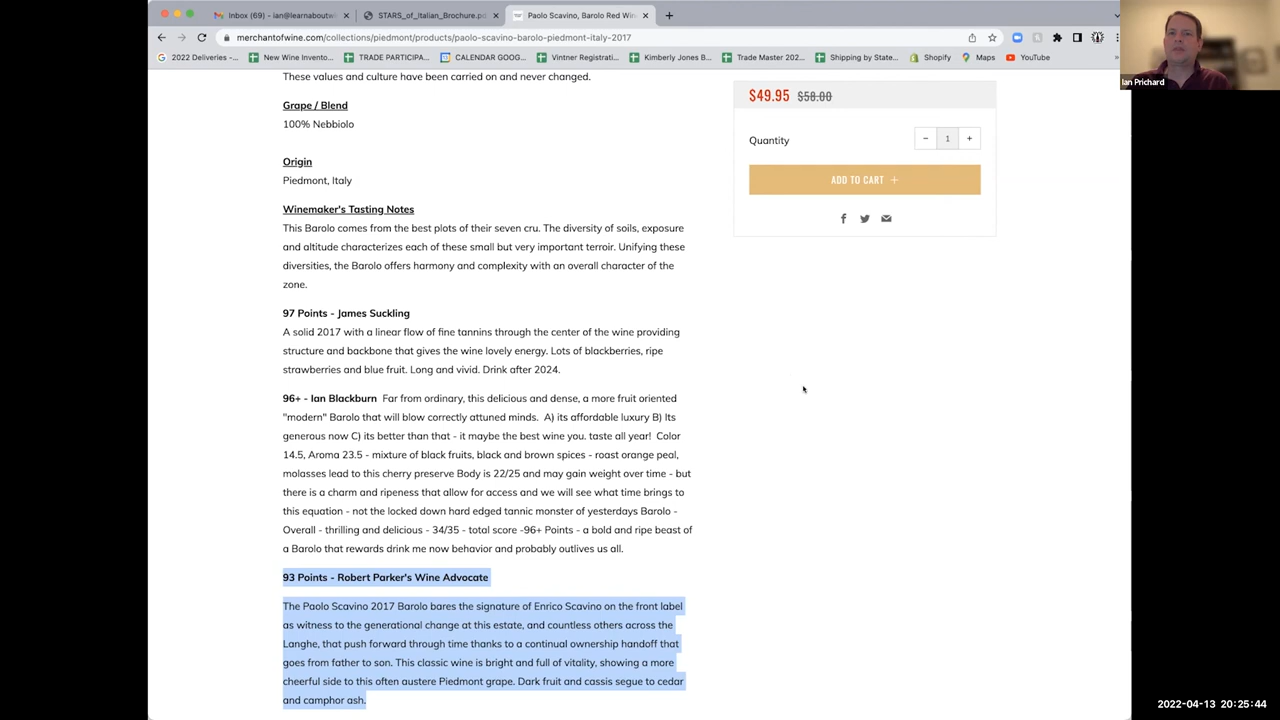 Inbox (69) - ian@learnaboutwi
STARS_of_Italian_Brochure.pd
Paolo Scavino, Barolo Red Win
merchantofwine.com/collections/piedmont/products/paolo-scavino-barolo-piedmont-italy-2017
2022 Deliveries -...
New Wine Invento...
TRADE PARTICIPA...
CALENDAR GOOG...
Vintner Registrati...
Kimberly Jones B...
Trade Master 202...
Shipping by State...
Shopify
Maps
YouTube
»
Ian Prichard
These values and culture have been carried on and never changed.
Grape / Blend
100% Nebbiolo
Origin
Piedmont, Italy
Winemaker's Tasting Notes
This Barolo comes from the best plots of their seven cru. The diversity of soils, exposure
and altitude characterizes each of these small but very important terroir. Unifying these
diversities, the Barolo offers harmony and complexity with an overall character of the
zone.
97 Points - James Suckling
A solid 2017 with a linear flow of fine tannins through the center of the wine providing
structure and backbone that gives the wine lovely energy. Lots of blackberries, ripe
strawberries and blue fruit. Long and vivid. Drink after 2024.
96+ - Ian Blackburn  Far from ordinary, this delicious and dense, a more fruit oriented
"modern" Barolo that will blow correctly attuned minds.  A) its affordable luxury B) Its
generous now C) its better than that - it maybe the best wine you. taste all year!  Color
14.5, Aroma 23.5 - mixture of black fruits, black and brown spices - roast orange peal,
molasses lead to this cherry preserve Body is 22/25 and may gain weight over time - but
there is a charm and ripeness that allow for access and we will see what time brings to
this equation - not the locked down hard edged tannic monster of yesterdays Barolo -
Overall - thrilling and delicious - 34/35 - total score -96+ Points - a bold and ripe beast of
a Barolo that rewards drink me now behavior and probably outlives us all.
93 Points - Robert Parker's Wine Advocate
The Paolo Scavino 2017 Barolo bares the signature of Enrico Scavino on the front label
as witness to the generational change at this estate, and countless others across the
Langhe, that push forward through time thanks to a continual ownership handoff that
goes from father to son. This classic wine is bright and full of vitality, showing a more
cheerful side to this often austere Piedmont grape. Dark fruit and cassis segue to cedar
and camphor ash.
$49.95 $58.00
Quantity
- 1 +
ADD TO CART +
2022-04-13 20:25:44